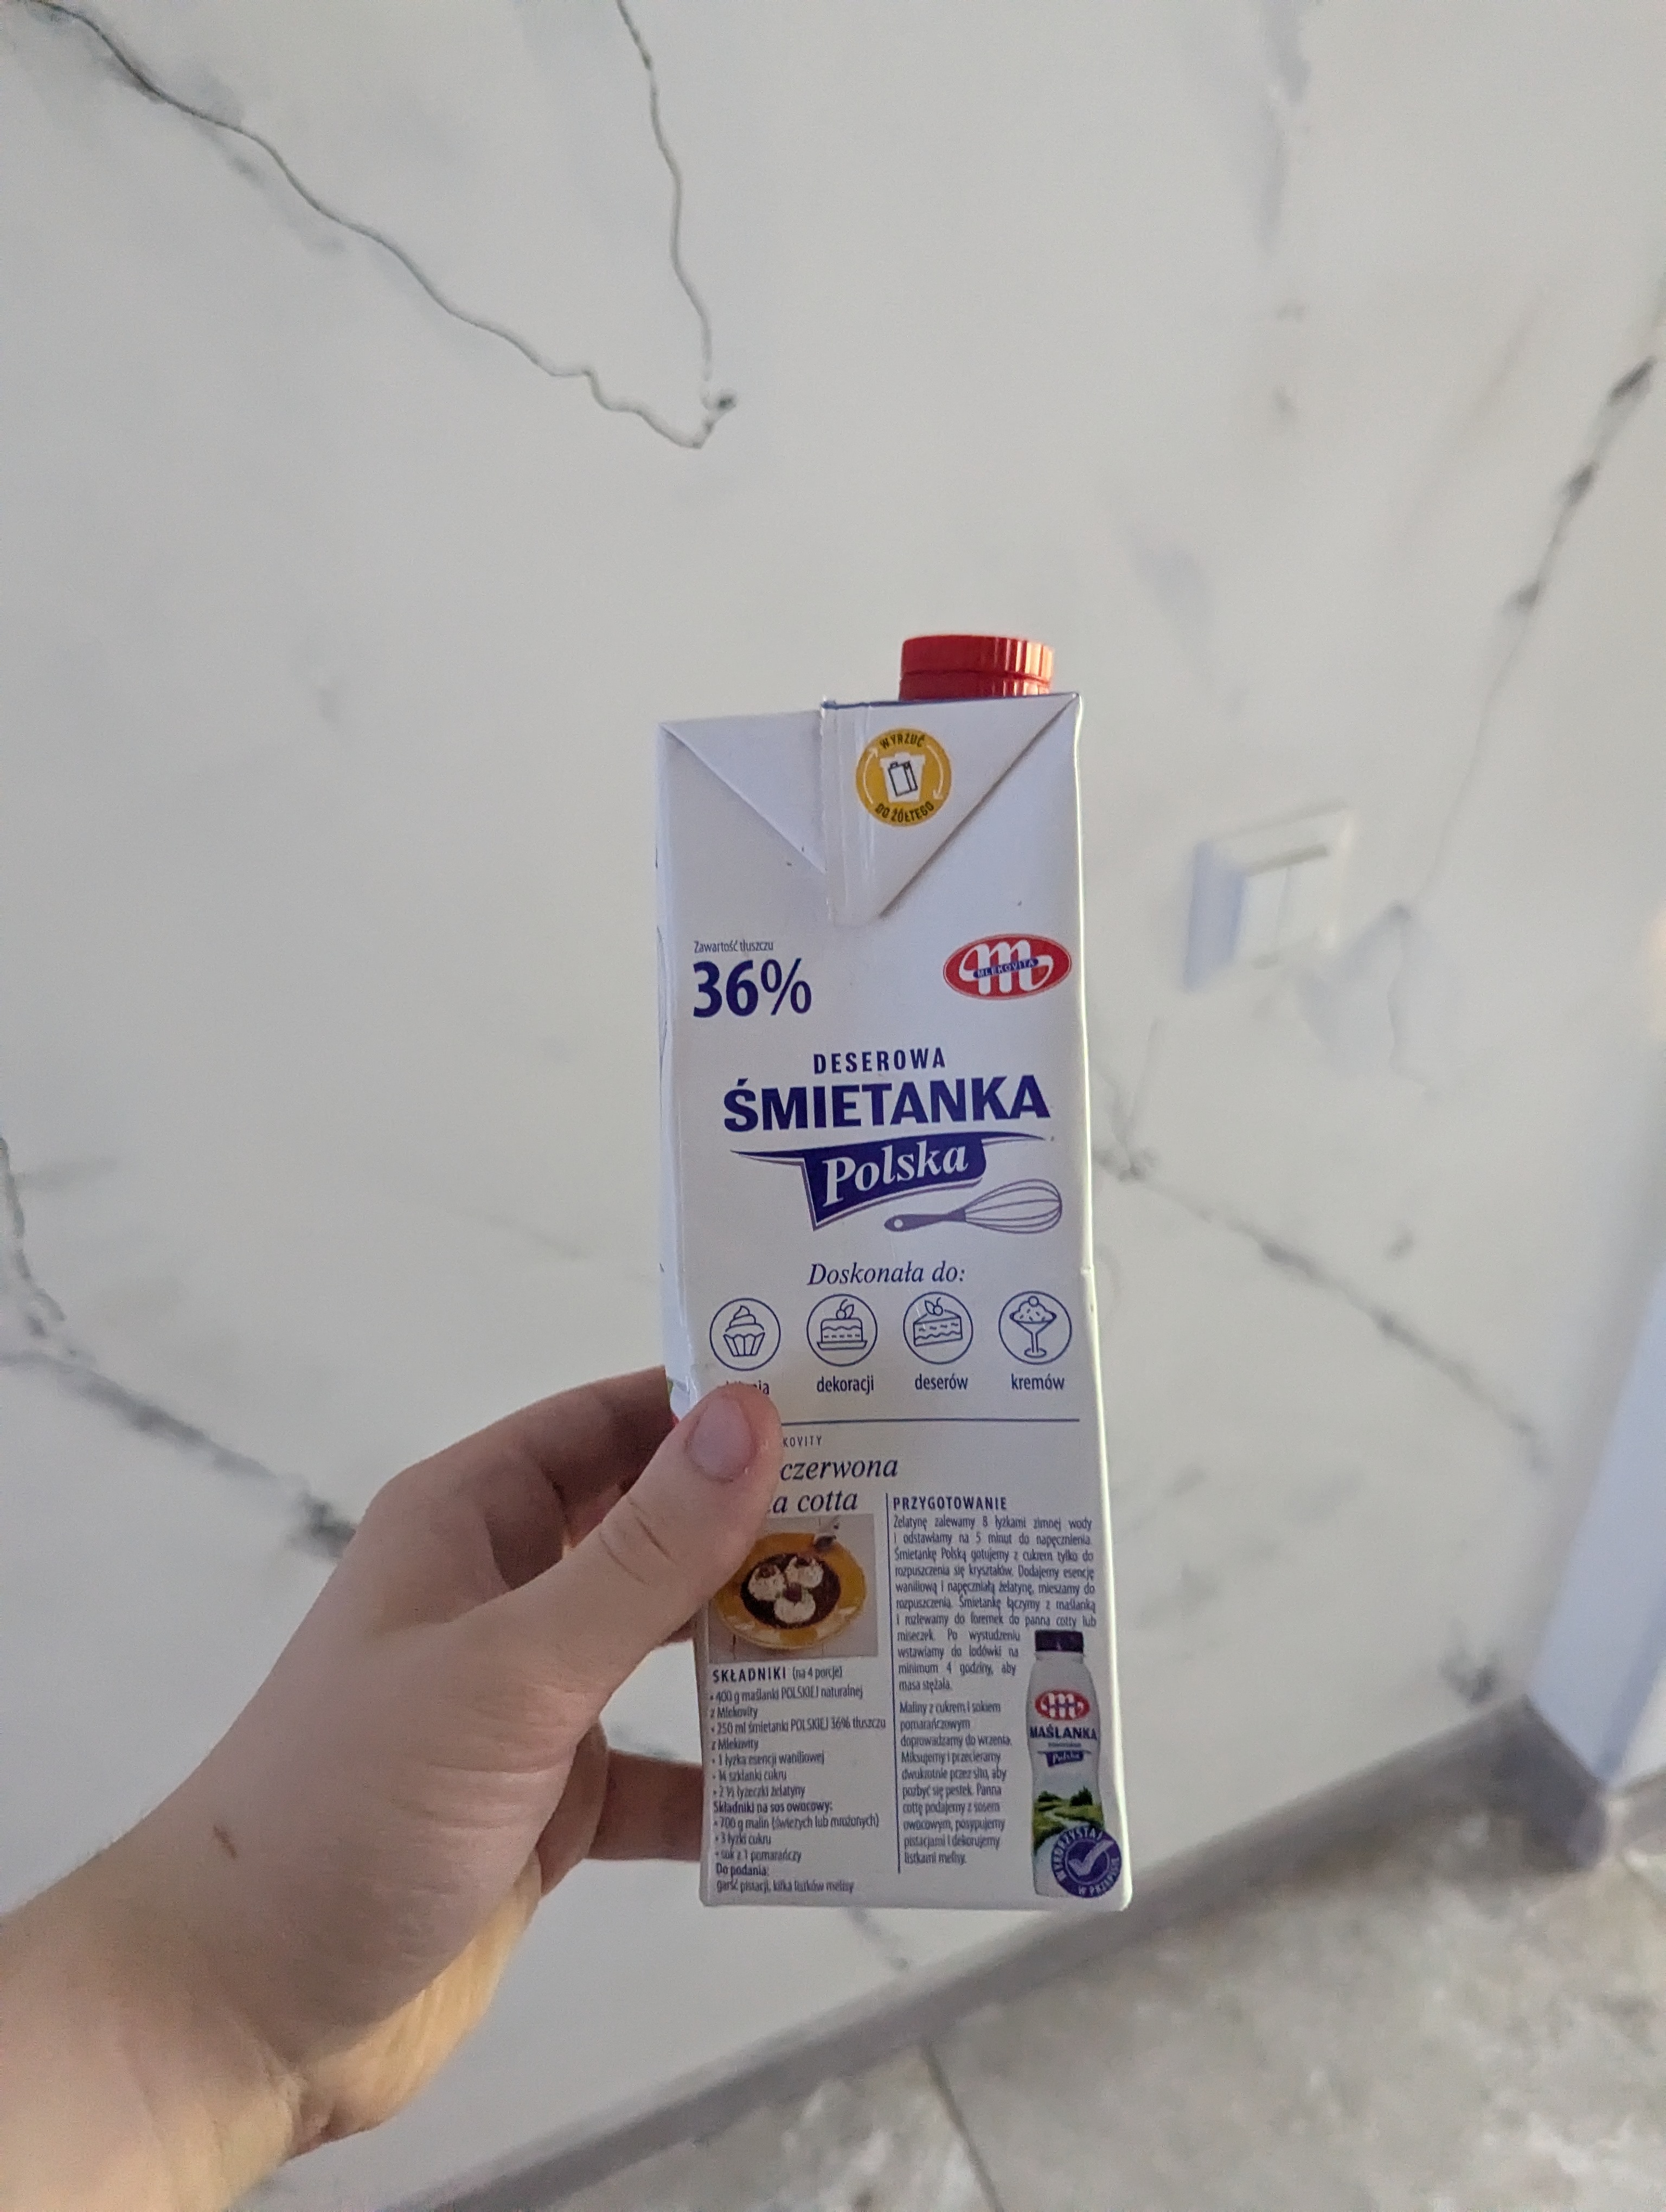 WYRZUĆ
DO ŻÓŁTEGO
Zawartość tłuszczu
36%
MLEKOVITA
DESEROWA
ŚMIETANKA
Polska
Doskonała do:
dekoracji
deserów
kremów
KOVITY
czerwona
a cotta
SKŁADNIKI (na 4 porcje)
• 400 g maślanki POLSKIEJ naturalnej
z Mlekovity
• 250 ml śmietanki POLSKIEJ 36% tłuszczu
z Mlekovity
• 1 łyżka esencji waniliowej
szklanki cukru
• 2 ½ łyżeczki żelatyny
Składniki na sos owocowy:
g malin (świeżych lub mrożonych)
• 3 łyżki cukru
• sok z 1 pomarańczy
Do podania:
garść pistacji, kilka listków melisy
PRZYGOTOWANIE
Żelatynę zalewamy 8 łyżkami zimnej wody
i odstawiamy na 5 minut do napęcznienia.
Śmietankę Polską gotujemy z cukrem tylko do
rozpuszczenia się kryształów. Dodajemy esencję
waniliową i napęczniałą żelatynę, mieszamy do
rozpuszczenia. Śmietankę łączymy z maślanką
i rozlewamy do foremek do panna cotty lub
miseczek. Po wystudzeniu
wstawiamy do lodówki na
minimum 4 godziny, aby
masa stężała.
Maliny z cukrem i sokiem
pomarańczowym
doprowadzamy do wrzenia.
Miksujemy i przecieramy
dwukrotnie przez sito, aby
pozbyć się pestek. Panna
cottę podajemy z sosem
owocowym, posypujemy
pistacjami i dekorujemy
listkami melisy.
MAŚLANKA
Polska
WYKORZYSTAJ
W PRZEPISIE